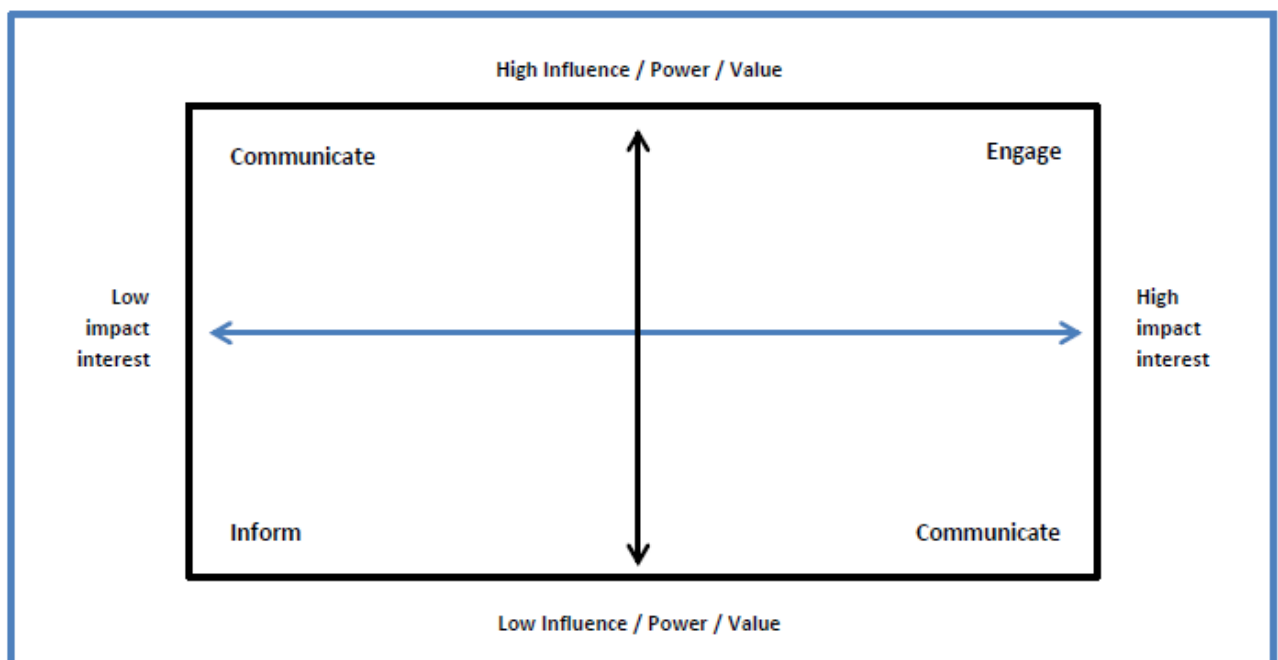 High Influence / Power / Value
Communicate
Engage
Low
impact
interest
High
impact
interest
Inform
Communicate
Low Influence / Power / Value